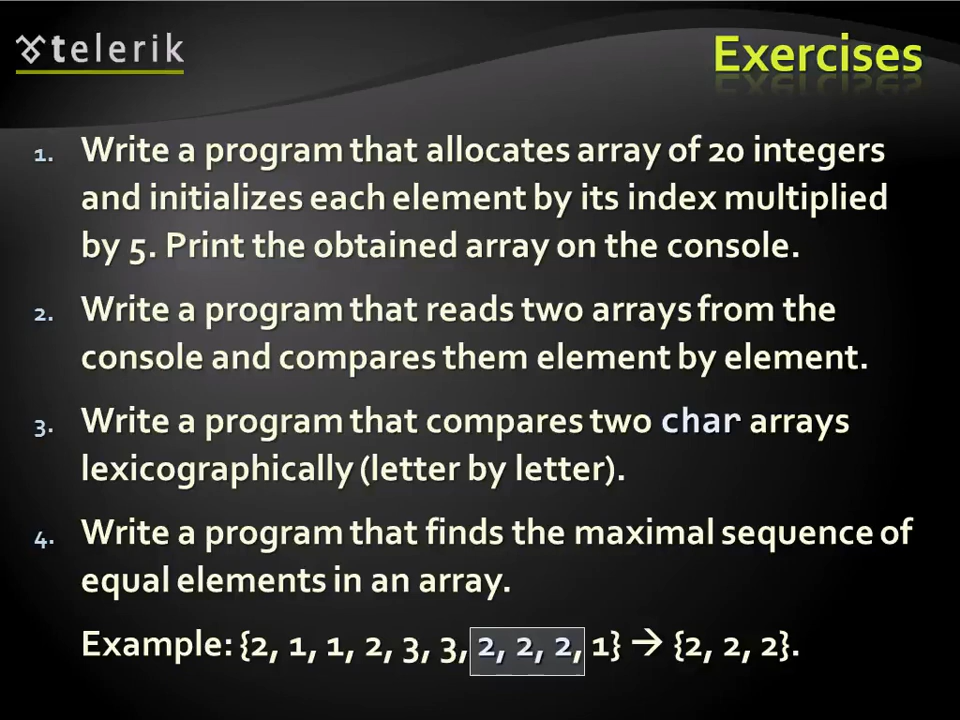 telerik
Exercises
1. Write a program that allocates array of 20 integers
and initializes each element by its index multiplied
by 5. Print the obtained array on the console.
2. Write a program that reads two arrays from the
console and compares them element by element.
3. Write a program that compares two char arrays
lexicographically (letter by letter).
4. Write a program that finds the maximal sequence of
equal elements in an array.
Example: {2, 1, 1, 2, 3, 3, 2, 2, 2, 1} → {2, 2, 2}.